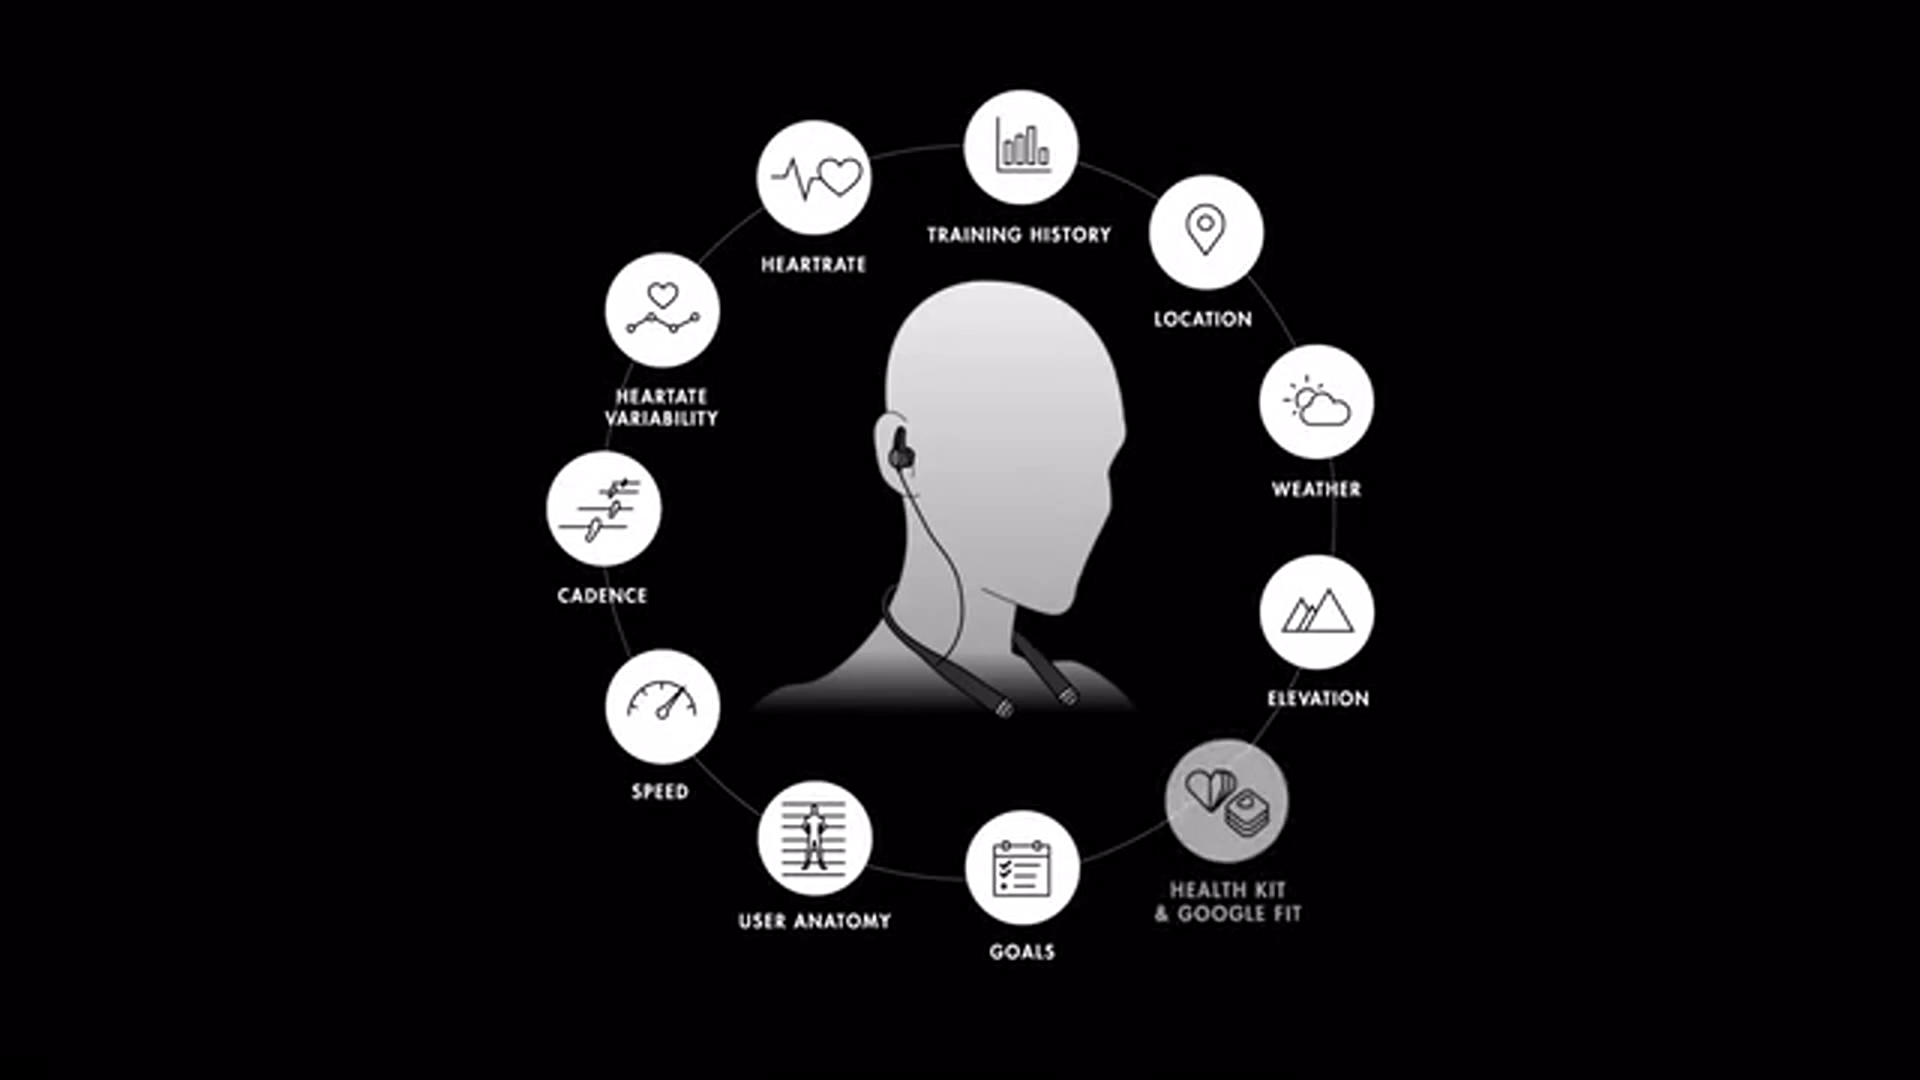 TRAINING HISTORY
HEARTRATE
LOCATION
HEARTATE
VARIABILITY
WEATHER
CADENCE
ELEVATION
SPEED
HEALTH KIT
& GOOGLE FIT
USER ANATOMY
GOALS